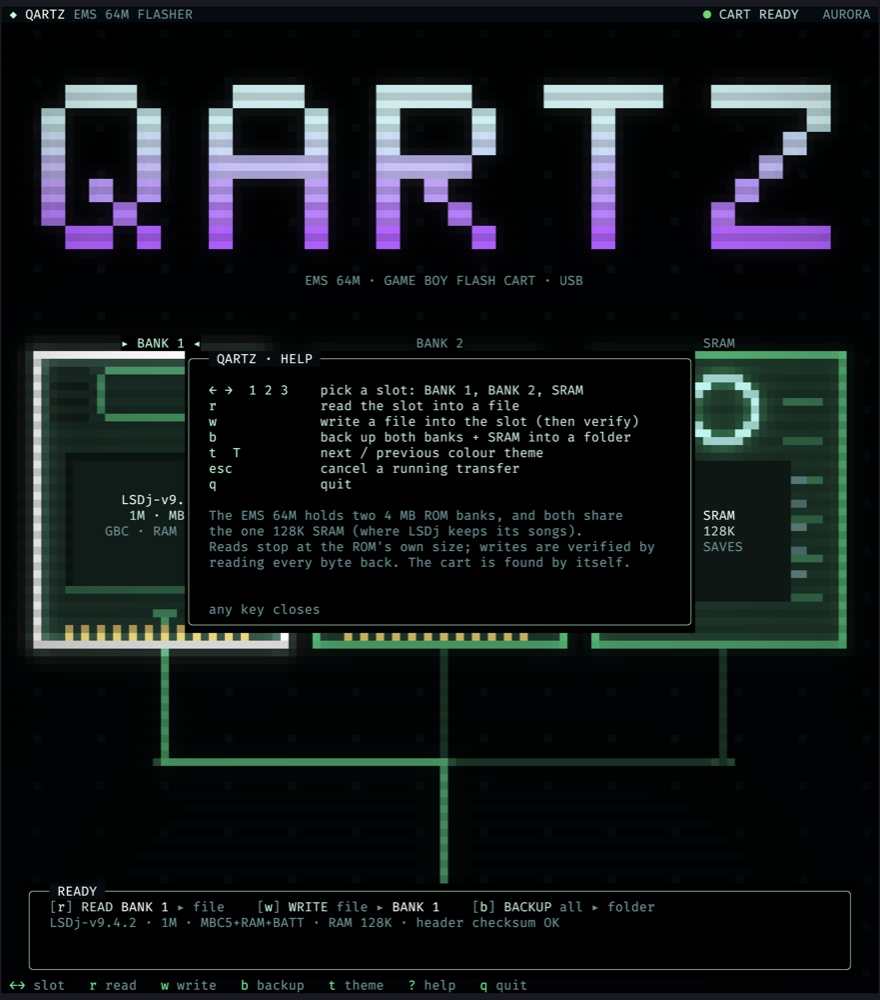 ◆ QARTZ EMS 64M FLASHER ● CART READY AURORA
QARTZ
EMS 64M · GAME BOY FLASH CART · USB
▸ BANK 1 ◂ BANK 2 SRAM
QARTZ · HELP
← → 1 2 3 pick a slot: BANK 1, BANK 2, SRAM
r read the slot into a file
w write a file into the slot (then verify)
b back up both banks + SRAM into a folder
t T next / previous colour theme
esc cancel a running transfer
q quit
The EMS 64M holds two 4 MB ROM banks, and both share
the one 128K SRAM (where LSDj keeps its songs).
Reads stop at the ROM's own size; writes are verified by
reading every byte back. The cart is found by itself.
any key closes
LSDj-v9.
1M · MB
GBC · RAM
SRAM
128K
SAVES
READY
[r] READ BANK 1 ▸ file [w] WRITE file ▸ BANK 1 [b] BACKUP all ▸ folder
LSDj-v9.4.2 · 1M · MBC5+RAM+BATT · RAM 128K · header checksum OK
↔ slot r read w write b backup t theme ? help q quit